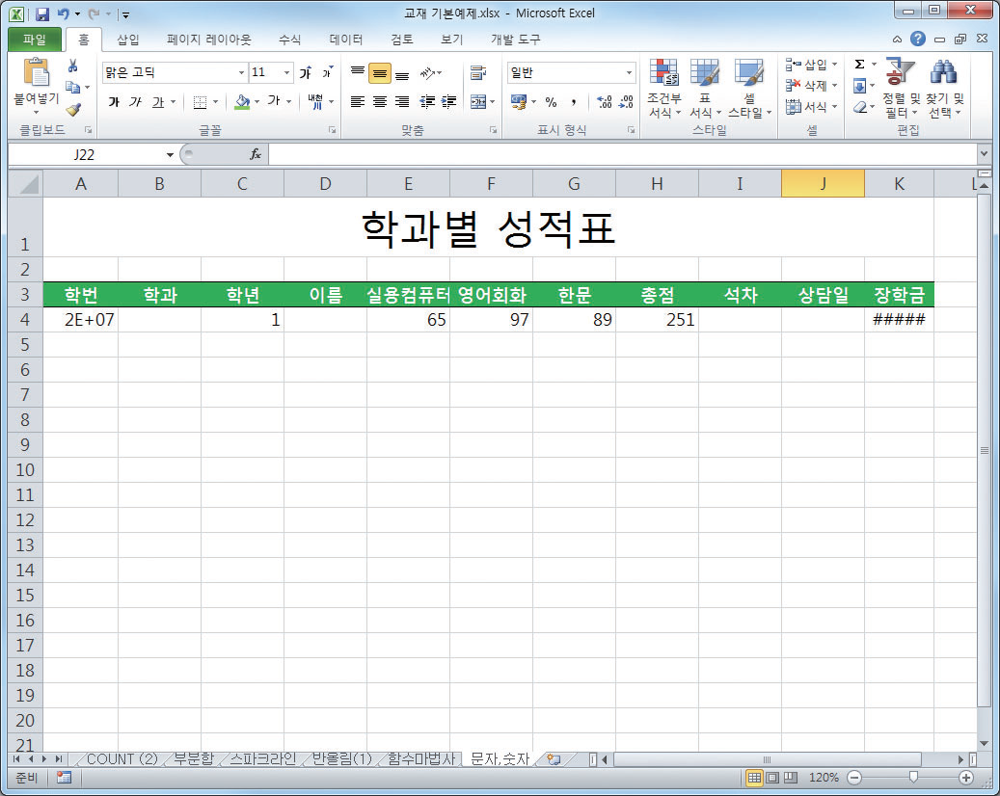 교재 기본예제.xlsx - Microsoft Excel
파일 홈 삽입 페이지 레이아웃 수식 데이터 검토 보기 개발 도구
붙여넣기
맑은 고딕 11 가 가
가 가 가 가 내천
일반
% ,
조건부 서식 표 서식 셀 스타일
삽입
삭제
서식
Σ
정렬 및 필터 찾기 및 선택
클립보드 글꼴 맞춤 표시 형식 스타일 셀 편집
J22 fx
A B C D E F G H I J K L
1 학과별 성적표
2
3 학번 학과 학년 이름 실용컴퓨터 영어회화 한문 총점 석차 상담일 장학금
4 2E+07 1 65 97 89 251 #####
5
6
7
8
9
10
11
12
13
14
15
16
17
18
19
20
21
COUNT (2) 부분합 스파크라인 반올림(1) 함수마법사 문자,숫자
준비 120%